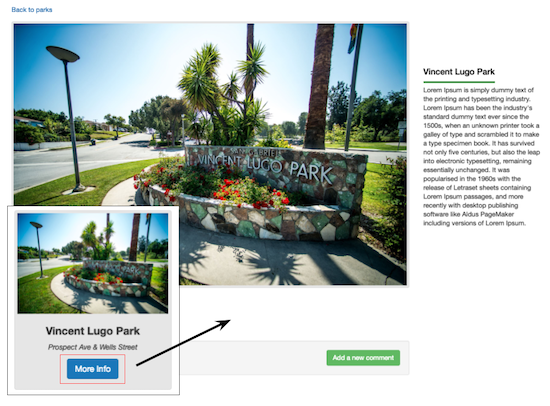 Back to parks
SAN GABRIEL
VINCENT LUGO PARK
Vincent Lugo Park
Lorem Ipsum is simply dummy text of
the printing and typesetting industry.
Lorem Ipsum has been the industry's
standard dummy text ever since the
1500s, when an unknown printer took a
galley of type and scrambled it to make
a type specimen book. It has survived
not only five centuries, but also the leap
into electronic typesetting, remaining
essentially unchanged. It was
popularised in the 1960s with the
release of Letraset sheets containing
Lorem Ipsum passages, and more
recently with desktop publishing
software like Aldus PageMaker
including versions of Lorem Ipsum.
Vincent Lugo Park
Prospect Ave & Wells Street
More Info
Add a new comment